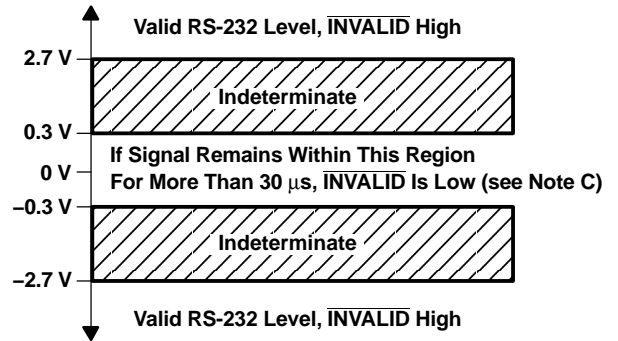 Valid RS-232 Level, INVALID High
2.7 V
Indeterminate
0.3 V
If Signal Remains Within This Region
0 V
For More Than 30 μs, INVALID Is Low (see Note C)
−0.3 V
Indeterminate
−2.7 V
Valid RS-232 Level, INVALID High